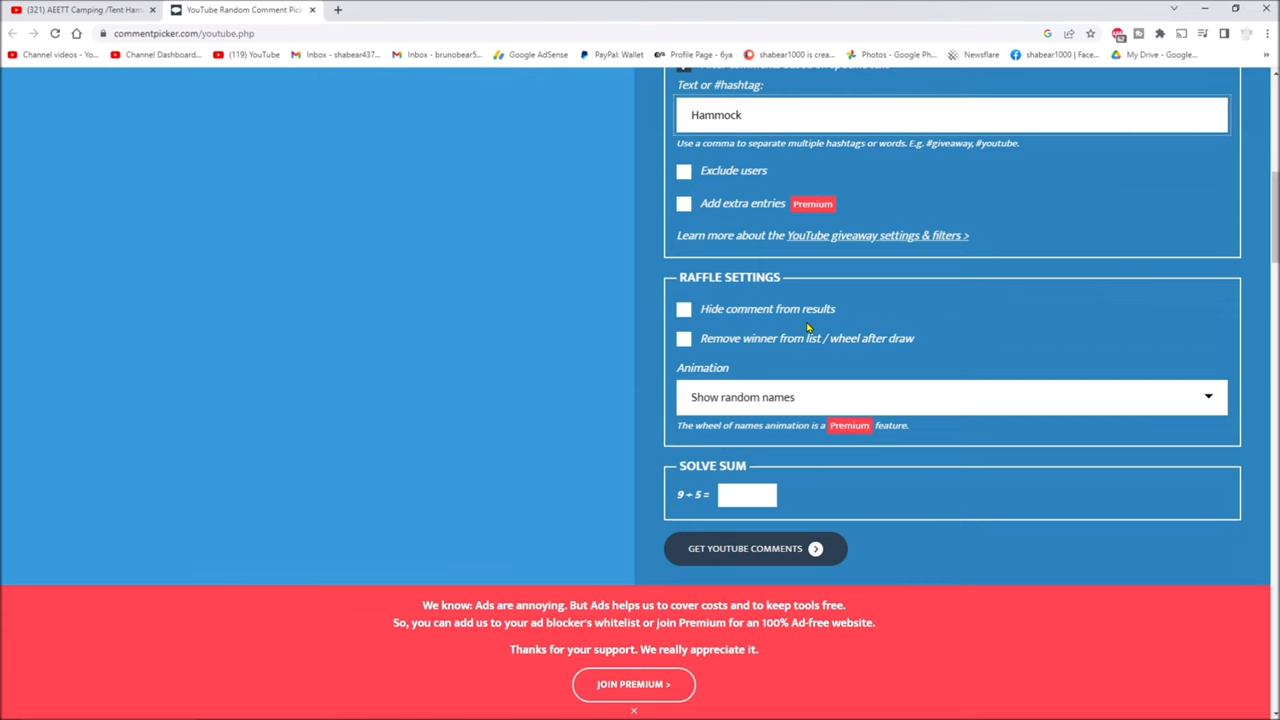 (321) AEETT Camping /Tent Ham
YouTube Random Comment Pick
commentpicker.com/youtube.php
Channel videos - Yo...
Channel Dashboard...
(119) YouTube
Inbox - shabear437...
Inbox - brunobear5...
Google AdSense
PayPal: Wallet
Profile Page - 6ya
shabear1000 is crea...
Photos - Google Ph...
Newsflare
shabear1000 | Face...
My Drive - Google...
Text or #hashtag:
Hammock
Use a comma to separate multiple hashtags or words. E.g. #giveaway, #youtube.
Exclude users
Add extra entries Premium
Learn more about the YouTube giveaway settings & filters >
RAFFLE SETTINGS
Hide comment from results
Remove winner from list / wheel after draw
Animation
Show random names
The wheel of names animation is a Premium feature.
SOLVE SUM
9 + 5 =
GET YOUTUBE COMMENTS
We know: Ads are annoying. But Ads helps us to cover costs and to keep tools free.
So, you can add us to your ad blocker's whitelist or join Premium for an 100% Ad-free website.
Thanks for your support. We really appreciate it.
JOIN PREMIUM >